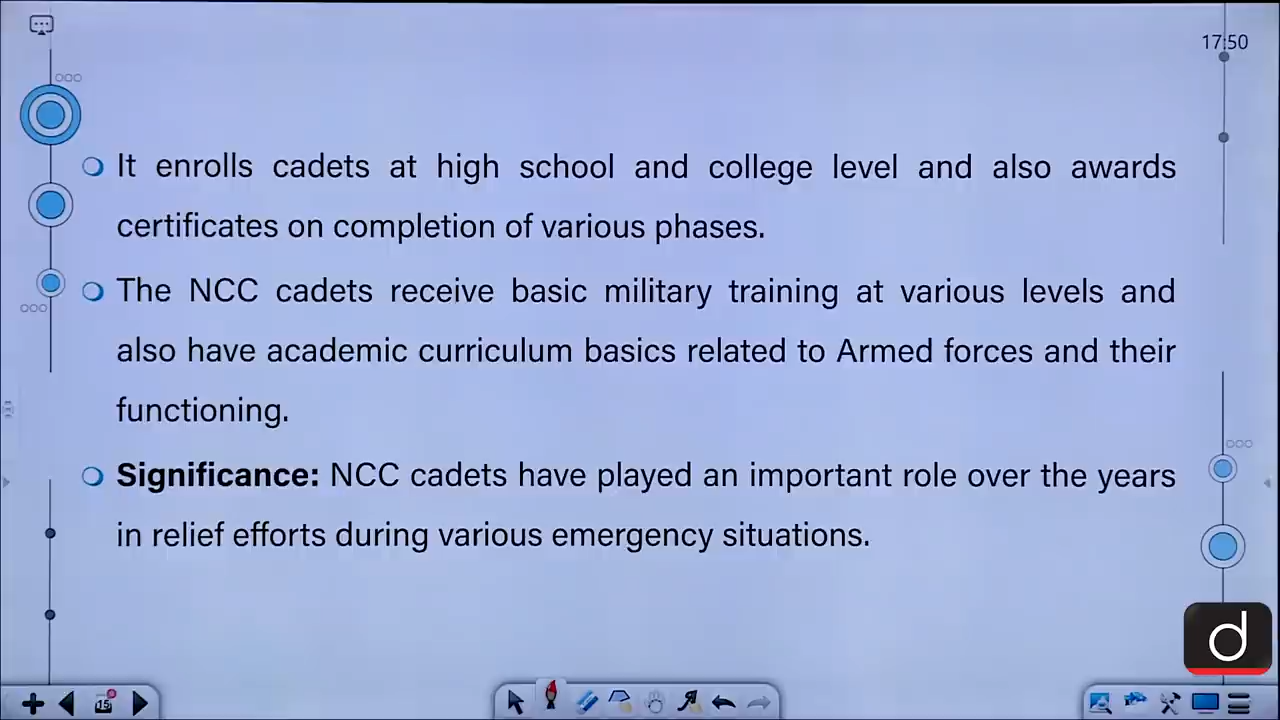 17:50
It enrolls cadets at high school and college level and also awards
certificates on completion of various phases.
The NCC cadets receive basic military training at various levels and
also have academic curriculum basics related to Armed forces and their
functioning.
Significance: NCC cadets have played an important role over the years
in relief efforts during various emergency situations.
d
15